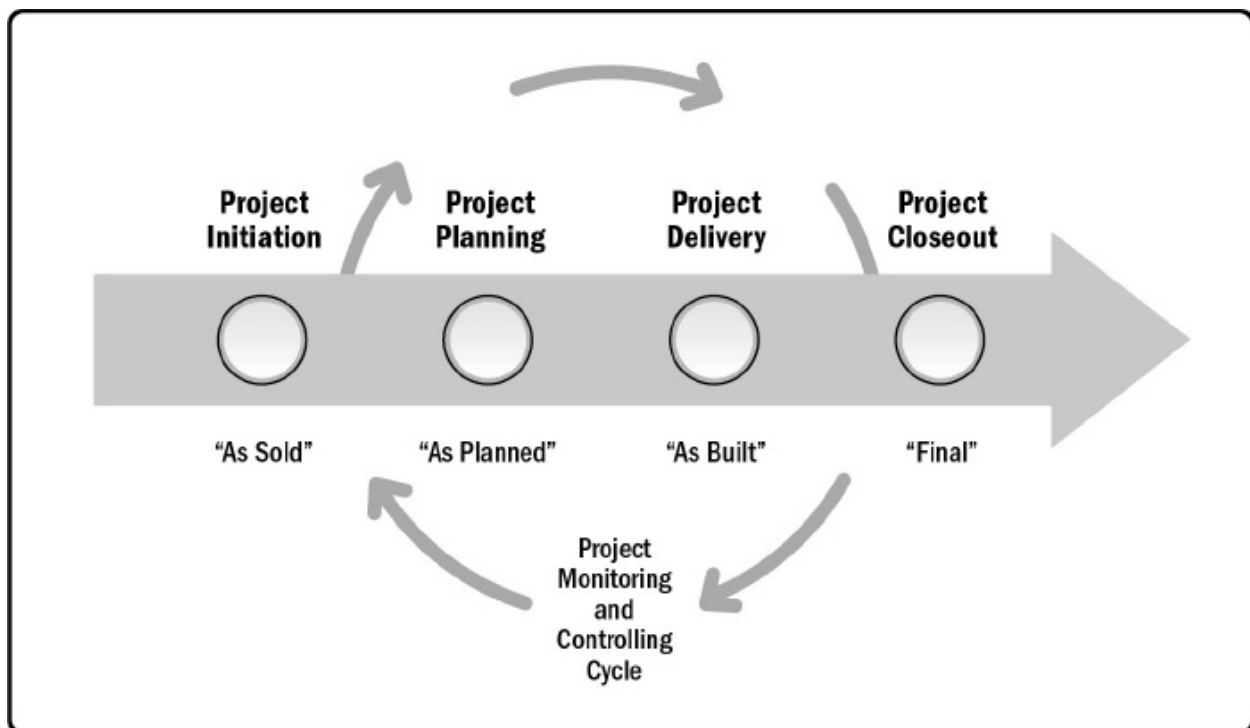 Project
Initiation
Project
Planning
Project
Delivery
Project
Closeout
“As Sold”
“As Planned”
“As Built”
“Final”
Project
Monitoring
and
Controlling
Cycle